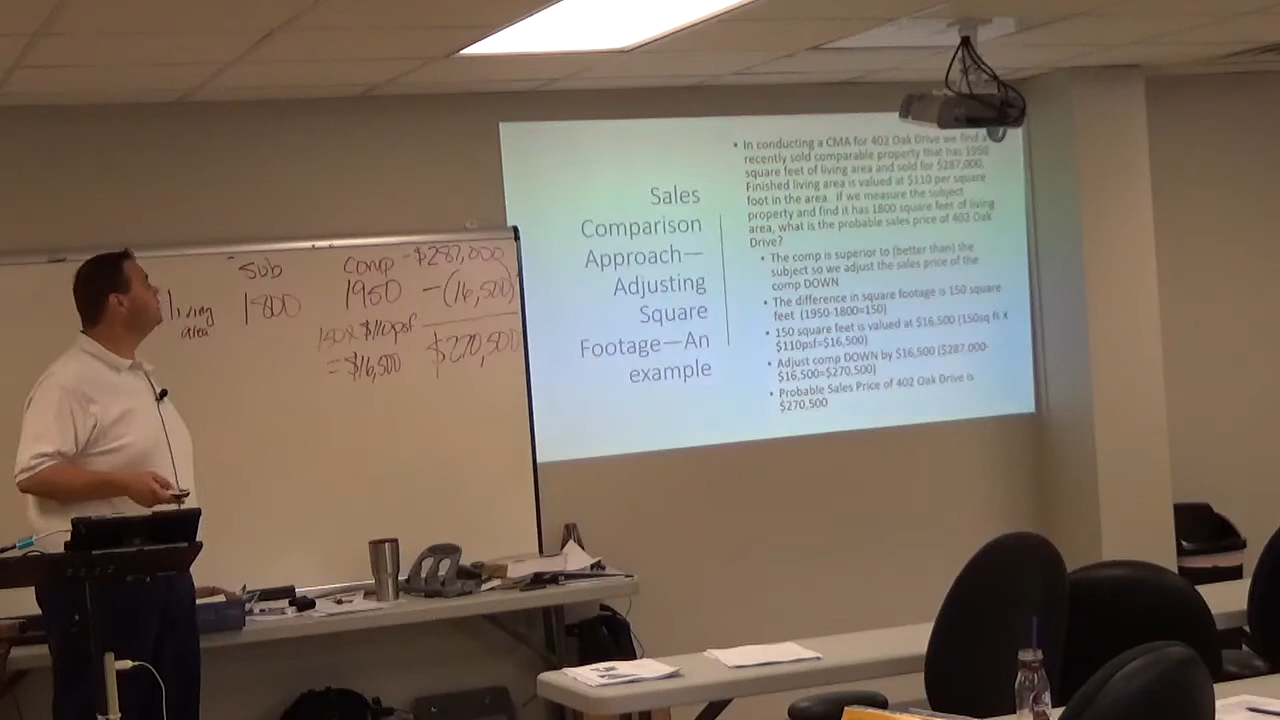 Sub
Comp
-$287,000
living
area
1800
1950
-(16,500)
150 x $110psf
= $16,500
$270,500
Sales
Comparison
Approach—
Adjusting
Square
Footage—An
example
• In conducting a CMA for 402 Oak Drive we find a
recently sold comparable property that has 1950
square feet of living area and sold for $287,000.
Finished living area is valued at $110 per square
foot in the area. If we measure the subject
property and find it has 1800 square feet of living
area, what is the probable sales price of 402 Oak
Drive?
• The comp is superior to (better than) the
subject so we adjust the sales price of the
comp DOWN
• The difference in square footage is 150 square
feet (1950-1800=150)
• 150 square feet is valued at $16,500 (150sq ft x
$110psf=$16,500)
• Adjust comp DOWN by $16,500 ($287,000-
$16,500=$270,500)
• Probable Sales Price of 402 Oak Drive is
$270,500